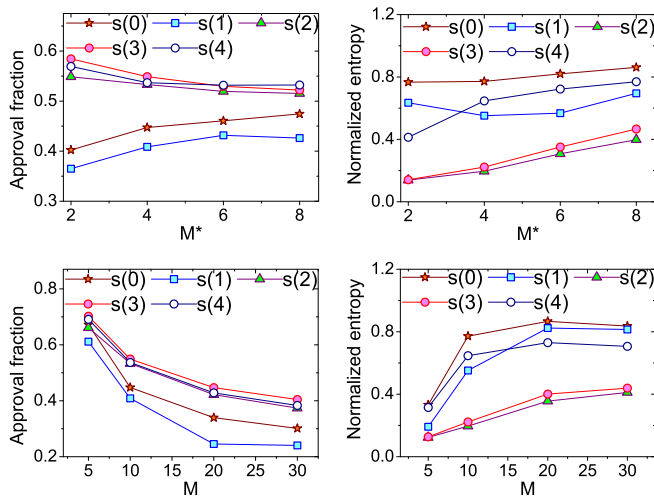 s(0) s(1) s(2)
s(3) s(4)
0.6
0.5
0.4
0.3
Approval fraction
2 4 6 8
M*
s(0) s(1) s(2)
s(3) s(4)
1.2
0.8
0.4
0.0
Normalized entropy
2 4 6 8
M*
s(0) s(1) s(2)
s(3) s(4)
0.8
0.6
0.4
0.2
Approval fraction
5 10 15 20 25 30
M
s(0) s(1) s(2)
s(3) s(4)
1.2
0.8
0.4
0.0
Normalized entropy
5 10 15 20 25 30
M